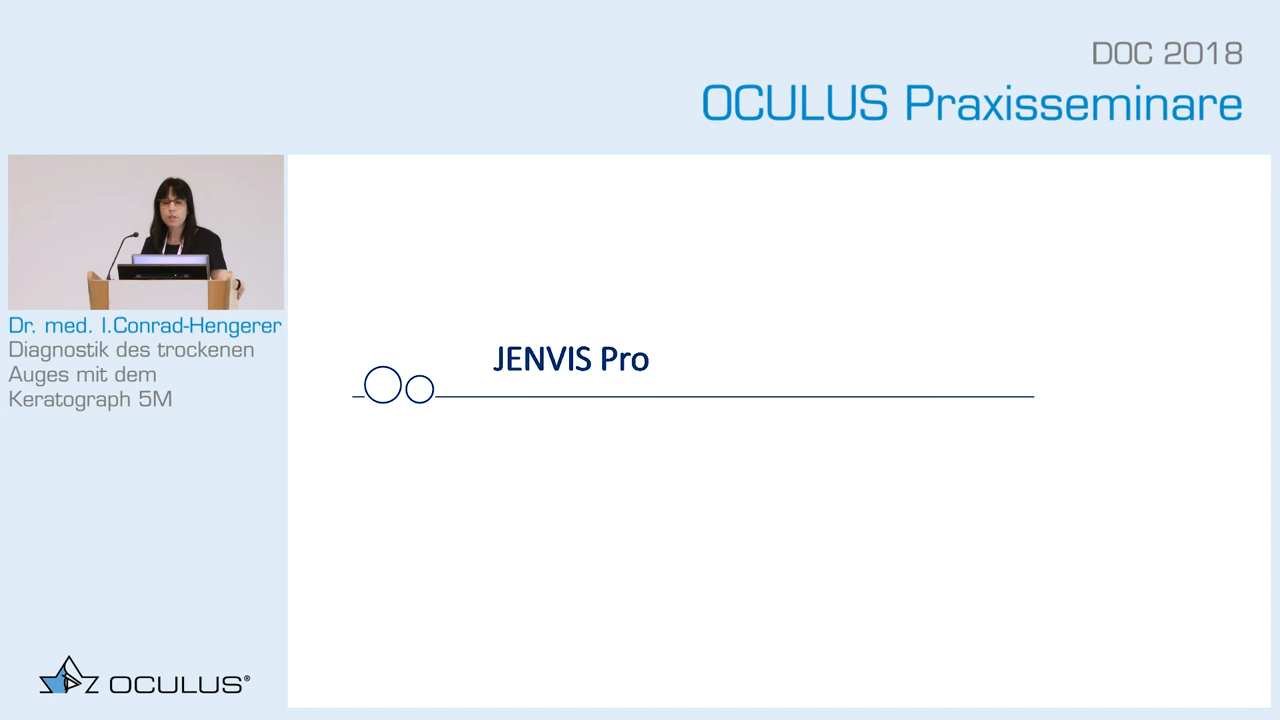 DOC 2018
OCULUS Praxisseminare
Dr. med. I.Conrad-Hengerer
Diagnostik des trockenen
Auges mit dem
Keratograph 5M
JENVIS Pro
OCULUS®